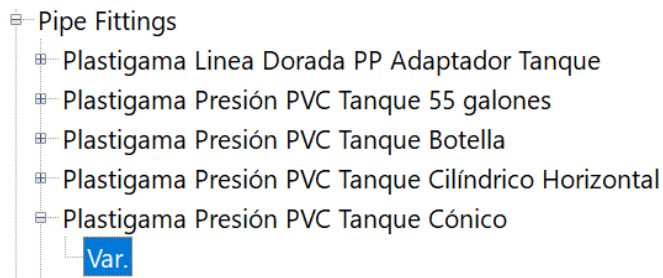 Pipe Fittings
Plastigama Linea Dorada PP Adaptador Tanque
Plastigama Presión PVC Tanque 55 galones
Plastigama Presión PVC Tanque Botella
Plastigama Presión PVC Tanque Cilíndrico Horizontal
Plastigama Presión PVC Tanque Cónico
Var.